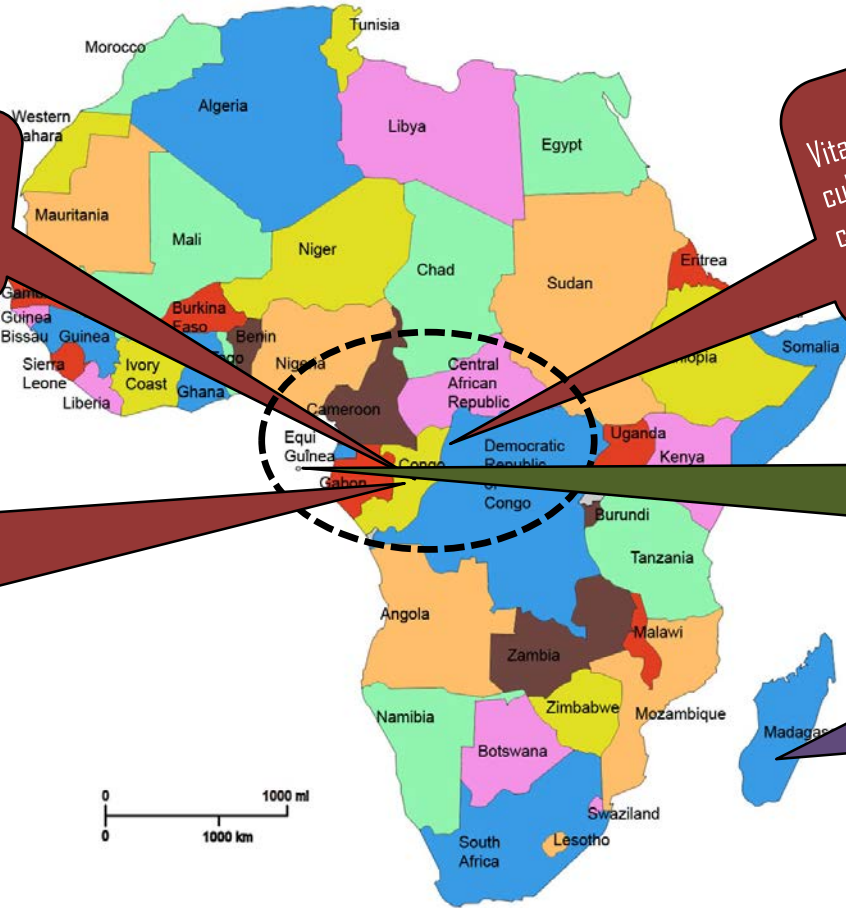 Tunisia
Morocco
Algeria
Libya
Egypt
Western
ahara
Mauritania
Mali
Niger
Chad
Sudan
Eritrea
Guinea
Bissau
Guinea
Burkina
Faso
Benin
Sierra
Leone
Ivory
Coast
Ghana
Liberia
Nigeria
Cameroon
Central
African
Republic
Somalia
Equi
Guinea
Gabon
Congo
Democratic
Republic
of
Congo
Uganda
Kenya
Burundi
Tanzania
Angola
Zambia
Malawi
Mozambique
Zimbabwe
Namibia
Botswana
Madagas
Swaziland
Lesotho
South
Africa
0 1000 ml
0 1000 km